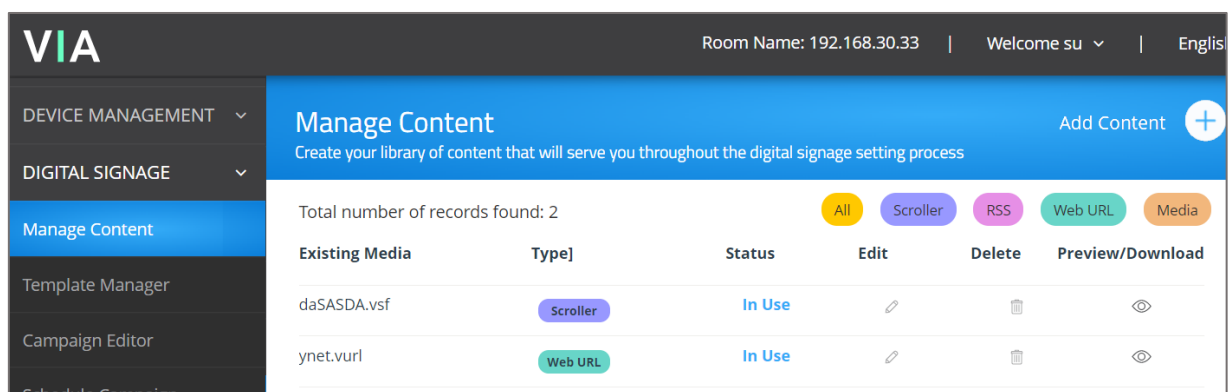 VIA
Room Name: 192.168.30.33 | Welcome su | Englis
DEVICE MANAGEMENT
DIGITAL SIGNAGE
Manage Content
Template Manager
Campaign Editor
Manage Content
Add Content
Create your library of content that will serve you throughout the digital signage setting process
Total number of records found: 2
All Scroller RSS Web URL Media
Existing Media Type] Status Edit Delete Preview/Download
daSASDA.vsf Scroller In Use
ynet.vurl Web URL In Use